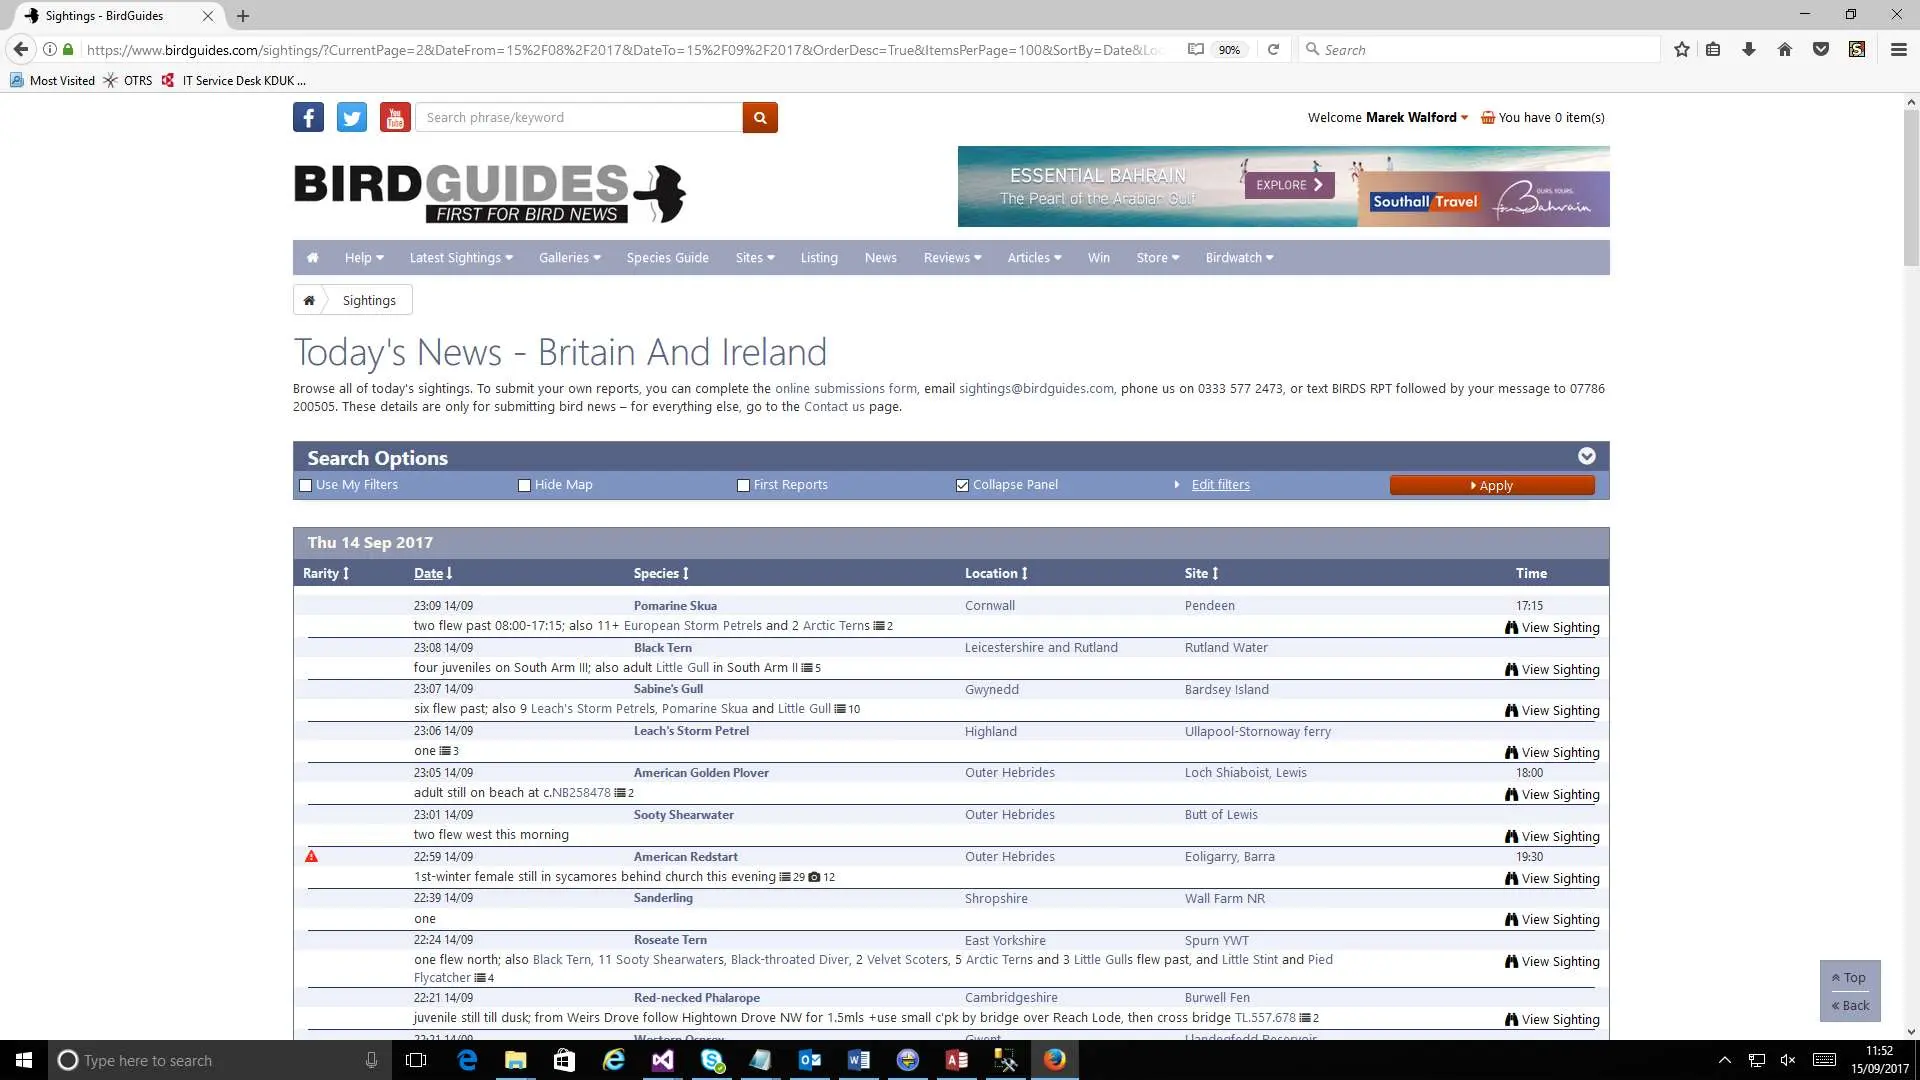 Sightings - BirdGuides
https://www.birdguides.com/sightings/?CurrentPage=2&DateFrom=15%2F08%2F2017&DateTo=15%2F09%2F2017&OrderDesc=True&ItemsPerPage=100&SortBy=Date&Lo
90%
Search
Most Visited OTRS IT Service Desk KDUK ...
f You Tube Search phrase/keyword
Welcome Marek Walford You have 0 item(s)
BIRDGUIDES
FIRST FOR BIRD NEWS
ESSENTIAL BAHRAIN
The Pearl of the Arabian Gulf
EXPLORE
Southall Travel
OURS. YOURS.
Bahrain
Help Latest Sightings Galleries Species Guide Sites Listing News Reviews Articles Win Store Birdwatch
Sightings
Today's News - Britain And Ireland
Browse all of today's sightings. To submit your own reports, you can complete the online submissions form, email sightings@birdguides.com, phone us on 0333 577 2473, or text BIRDS RPT followed by your message to 07786
200505. These details are only for submitting bird news – for everything else, go to the Contact us page.
Search Options
Use My Filters Hide Map First Reports Collapse Panel Edit filters Apply
Thu 14 Sep 2017
Rarity Date Species Location Site Time
23:09 14/09 Pomarine Skua Cornwall Pendeen 17:15
two flew past 08:00-17:15; also 11+ European Storm Petrels and 2 Arctic Terns 2 View Sighting
23:08 14/09 Black Tern Leicestershire and Rutland Rutland Water
four juveniles on South Arm III; also adult Little Gull in South Arm II 5 View Sighting
23:07 14/09 Sabine's Gull Gwynedd Bardsey Island
six flew past; also 9 Leach's Storm Petrels, Pomarine Skua and Little Gull 10 View Sighting
23:06 14/09 Leach's Storm Petrel Highland Ullapool-Stornoway ferry
one 3 View Sighting
23:05 14/09 American Golden Plover Outer Hebrides Loch Shiaboist, Lewis 18:00
adult still on beach at c.NB258478 2 View Sighting
23:01 14/09 Sooty Shearwater Outer Hebrides Butt of Lewis
two flew west this morning View Sighting
22:59 14/09 American Redstart Outer Hebrides Eoligarry, Barra 19:30
1st-winter female still in sycamores behind church this evening 29 12 View Sighting
22:39 14/09 Sanderling Shropshire Wall Farm NR
one View Sighting
22:24 14/09 Roseate Tern East Yorkshire Spurn YWT
one flew north; also Black Tern, 11 Sooty Shearwaters, Black-throated Diver, 2 Velvet Scoters, 5 Arctic Terns and 3 Little Gulls flew past, and Little Stint and Pied View Sighting
Flycatcher 4
22:21 14/09 Red-necked Phalarope Cambridgeshire Burwell Fen
juvenile still till dusk; from Weirs Drove follow Hightown Drove NW for 1.5mls +use small c'pk by bridge over Reach Lode, then cross bridge TL.557.678 2 View Sighting
22:21 14/09 Western Osprey Gwent Llandegfedd Reservoir
Top
Back
Type here to search
11:52
15/09/2017